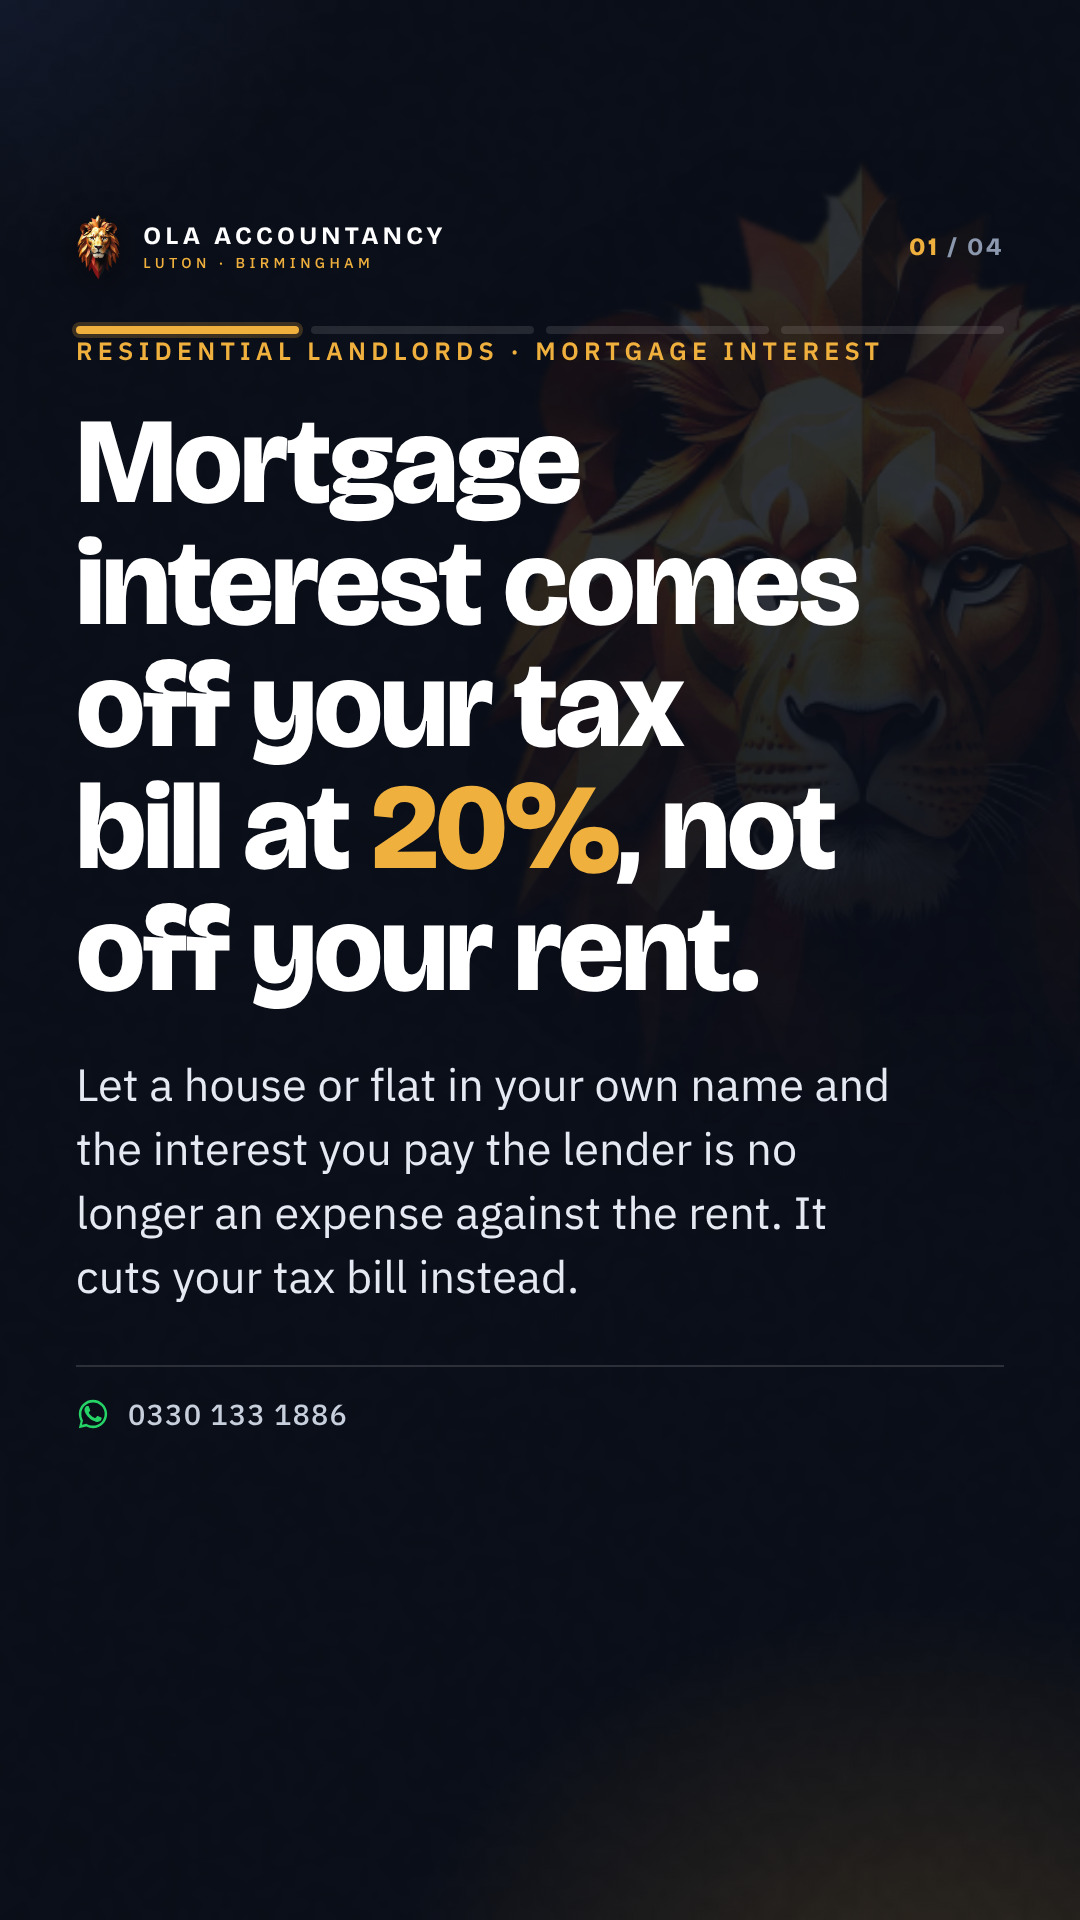 OLA ACCOUNTANCY
LUTON · BIRMINGHAM
01 / 04
RESIDENTIAL LANDLORDS · MORTGAGE INTEREST
Mortgage
interest comes
off your tax
bill at 20%, not
off your rent.
Let a house or flat in your own name and
the interest you pay the lender is no
longer an expense against the rent. It
cuts your tax bill instead.
0330 133 1886